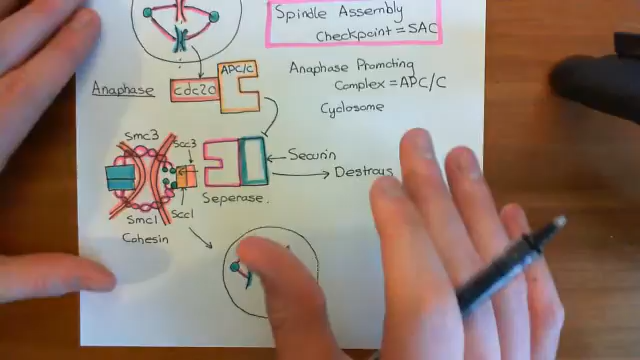 Spindle Assembly
Checkpoint = SAC
Anaphase
cdc20
APC/C
Anaphase Promoting
Complex = APC/C
Cyclosome
Smc3
Scc3
Securin
Destroys
Seperase.
Smc1
Scc1
Cohesin